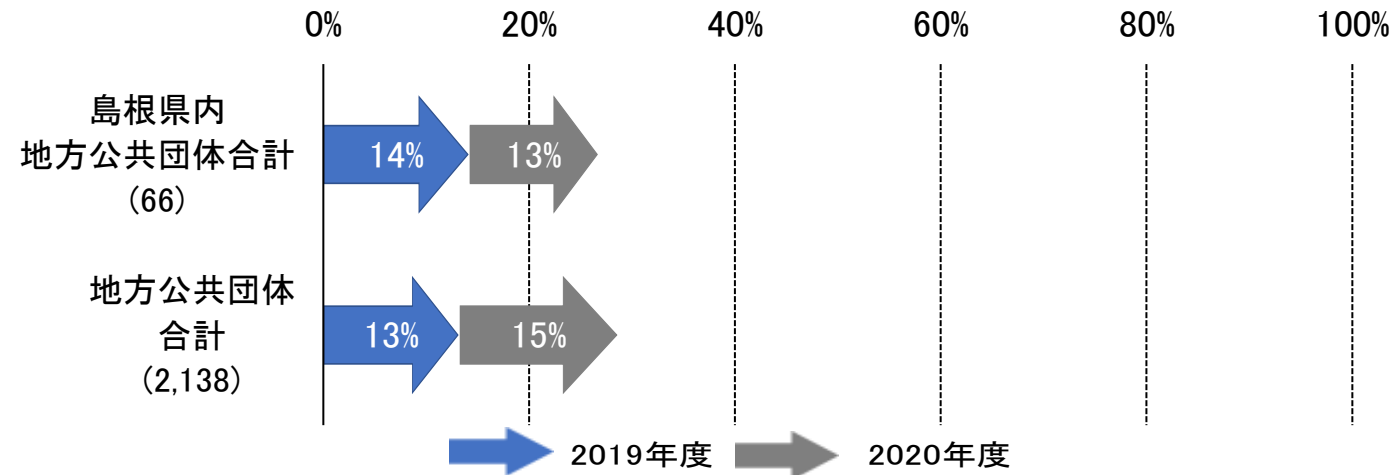 0% 20% 40% 60% 80% 100%
島根県内
地方公共団体合計
(66)
14% 13%
地方公共団体
合計
(2,138)
13% 15%
2019年度 2020年度